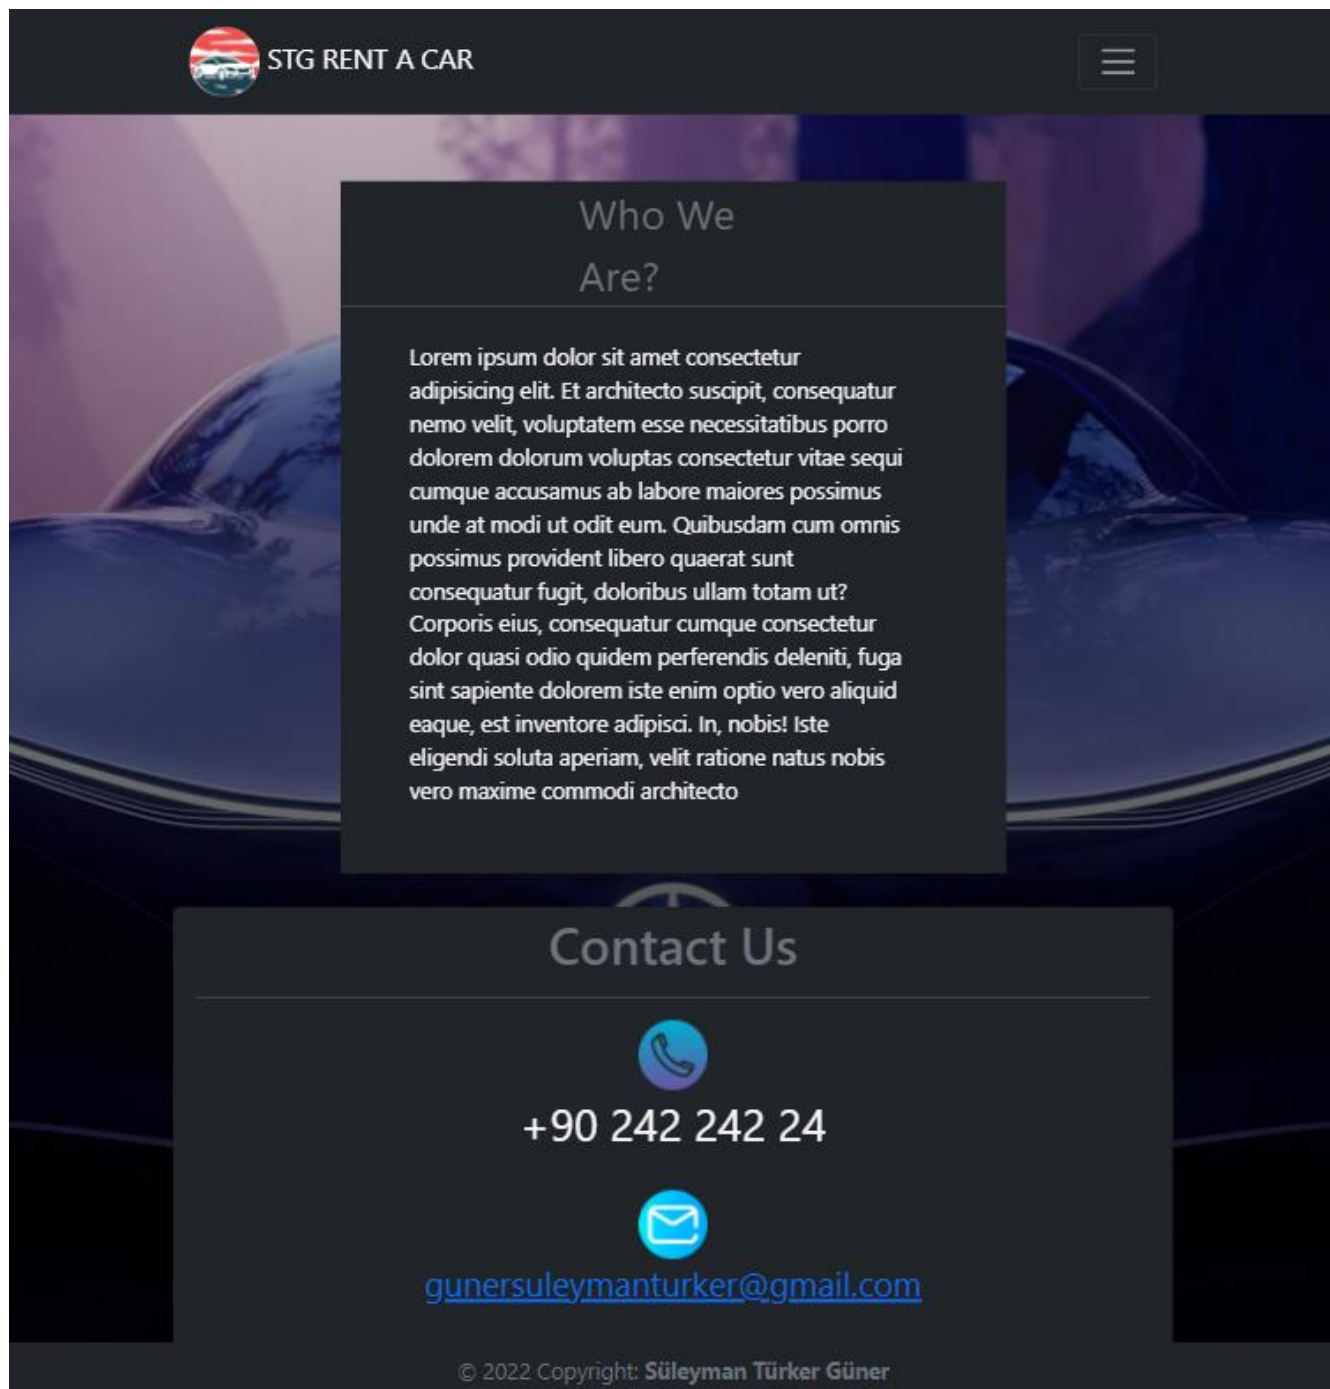 STG RENT A CAR
Who We
Are?
Lorem ipsum dolor sit amet consectetur
adipisicing elit. Et architecto suscipit, consequatur
nemo velit, voluptatem esse necessitatibus porro
dolorem dolorum voluptas consectetur vitae sequi
cumque accusamus ab labore maiores possimus
unde at modi ut odit eum. Quibusdam cum omnis
possimus provident libero quaerat sunt
consequatur fugit, doloribus ullam totam ut?
Corporis eius, consequatur cumque consectetur
dolor quasi odio quidem perferendis deleniti, fuga
sint sapiente dolorem iste enim optio vero aliquid
eaque, est inventore adipisci. In, nobis! Iste
eligendi soluta aperiam, velit ratione natus nobis
vero maxime commodi architecto
Contact Us
+90 242 242 24
gunersuleymanturker@gmail.com
© 2022 Copyright: Süleyman Türker Güner